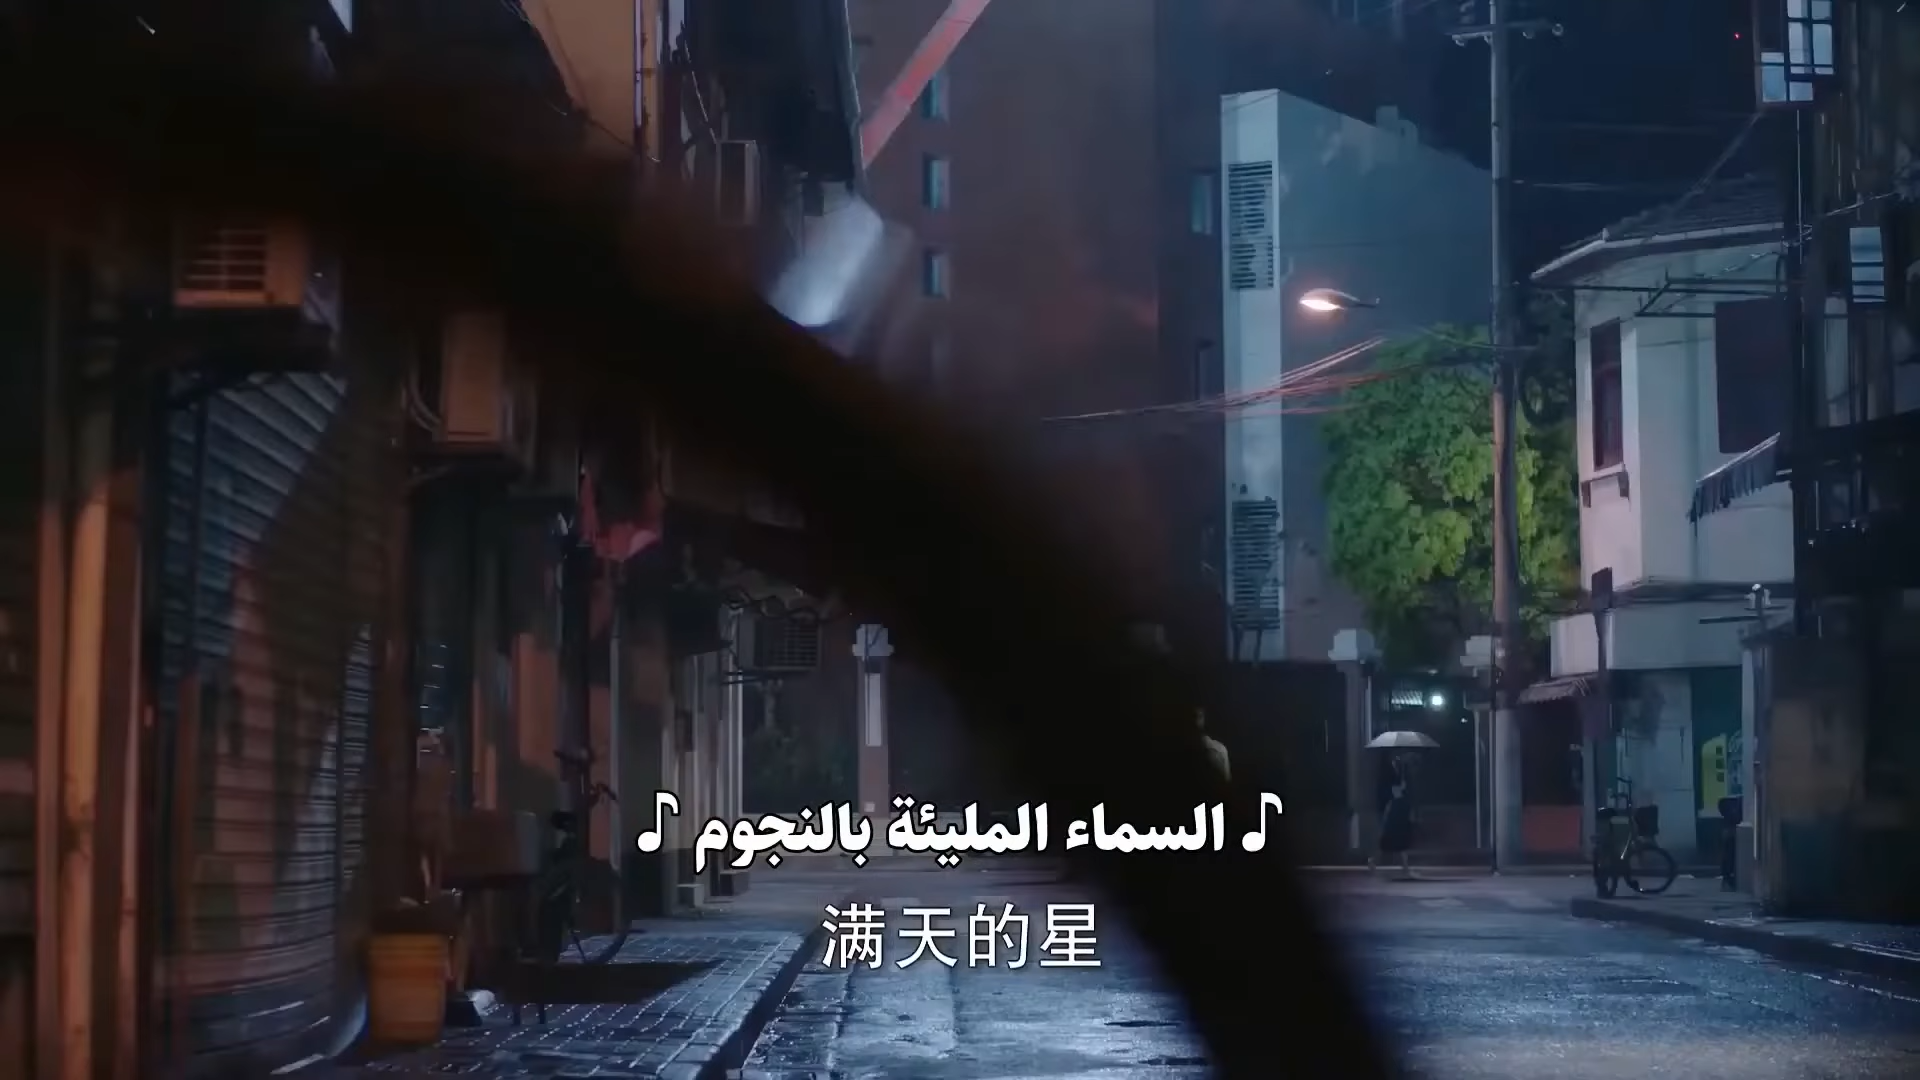 ♪ السماء المليئة بالنجوم ♪
满天的星